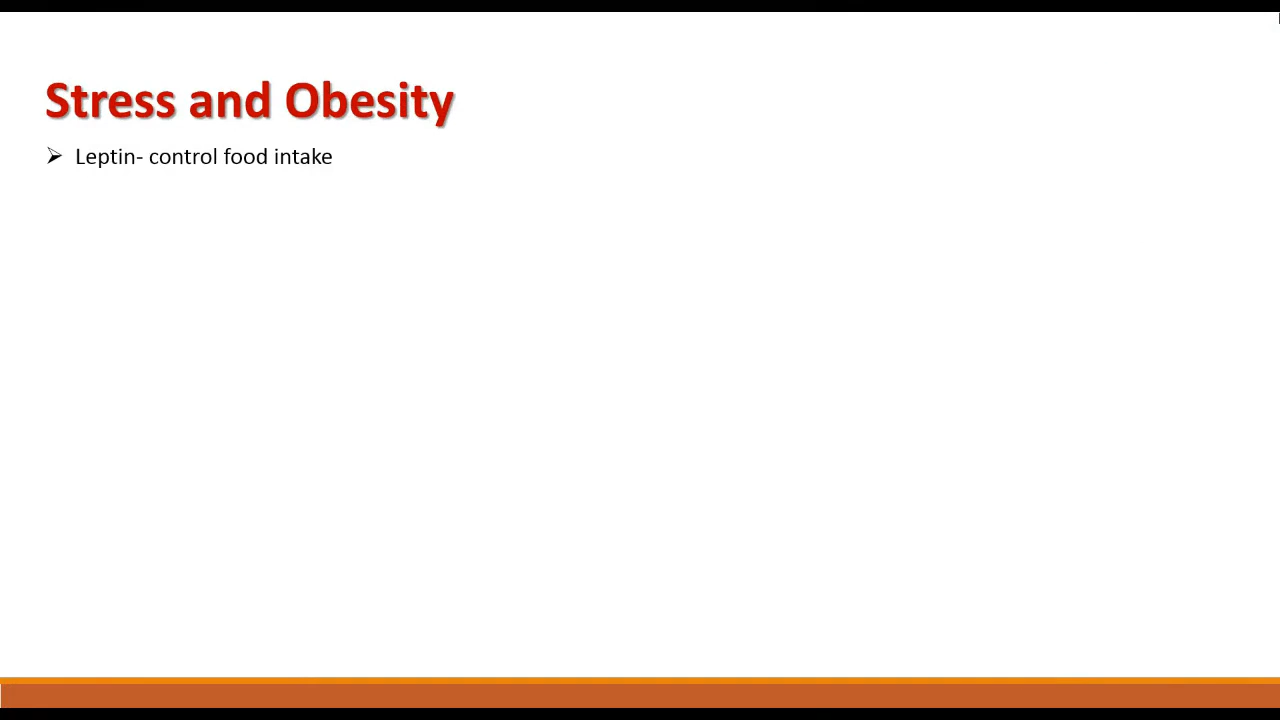 Stress and Obesity
➢ Leptin- control food intake